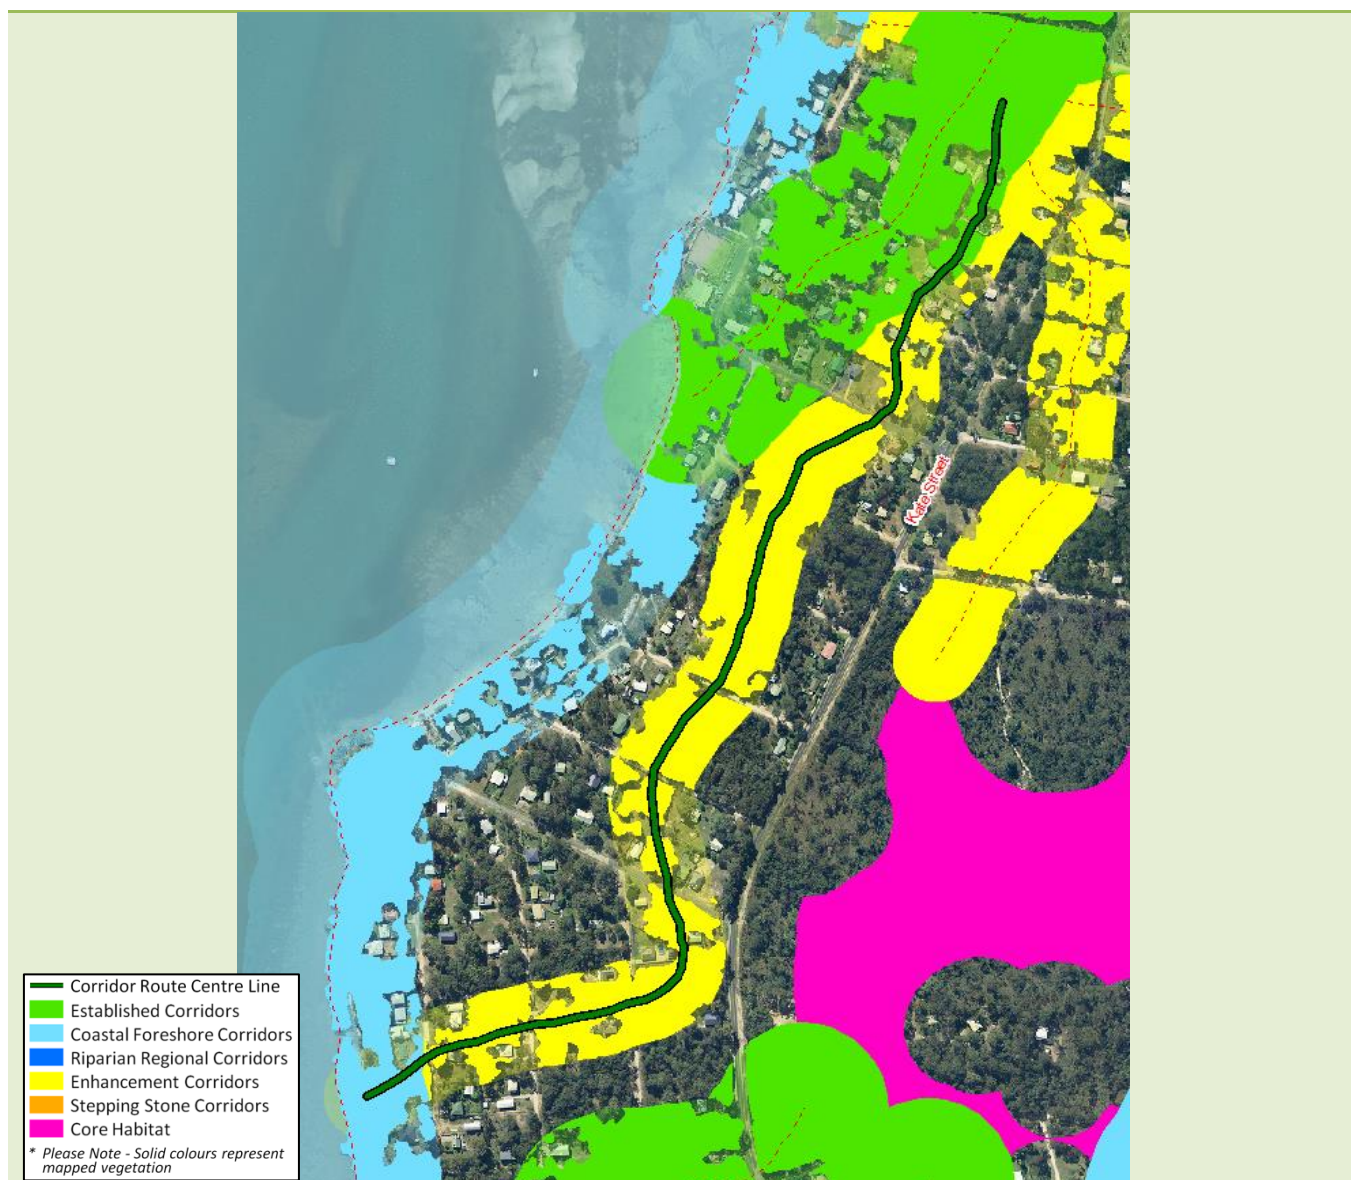 Kate Street
Corridor Route Centre Line
Established Corridors
Coastal Foreshore Corridors
Riparian Regional Corridors
Enhancement Corridors
Stepping Stone Corridors
Core Habitat
* Please Note - Solid colours represent
mapped vegetation